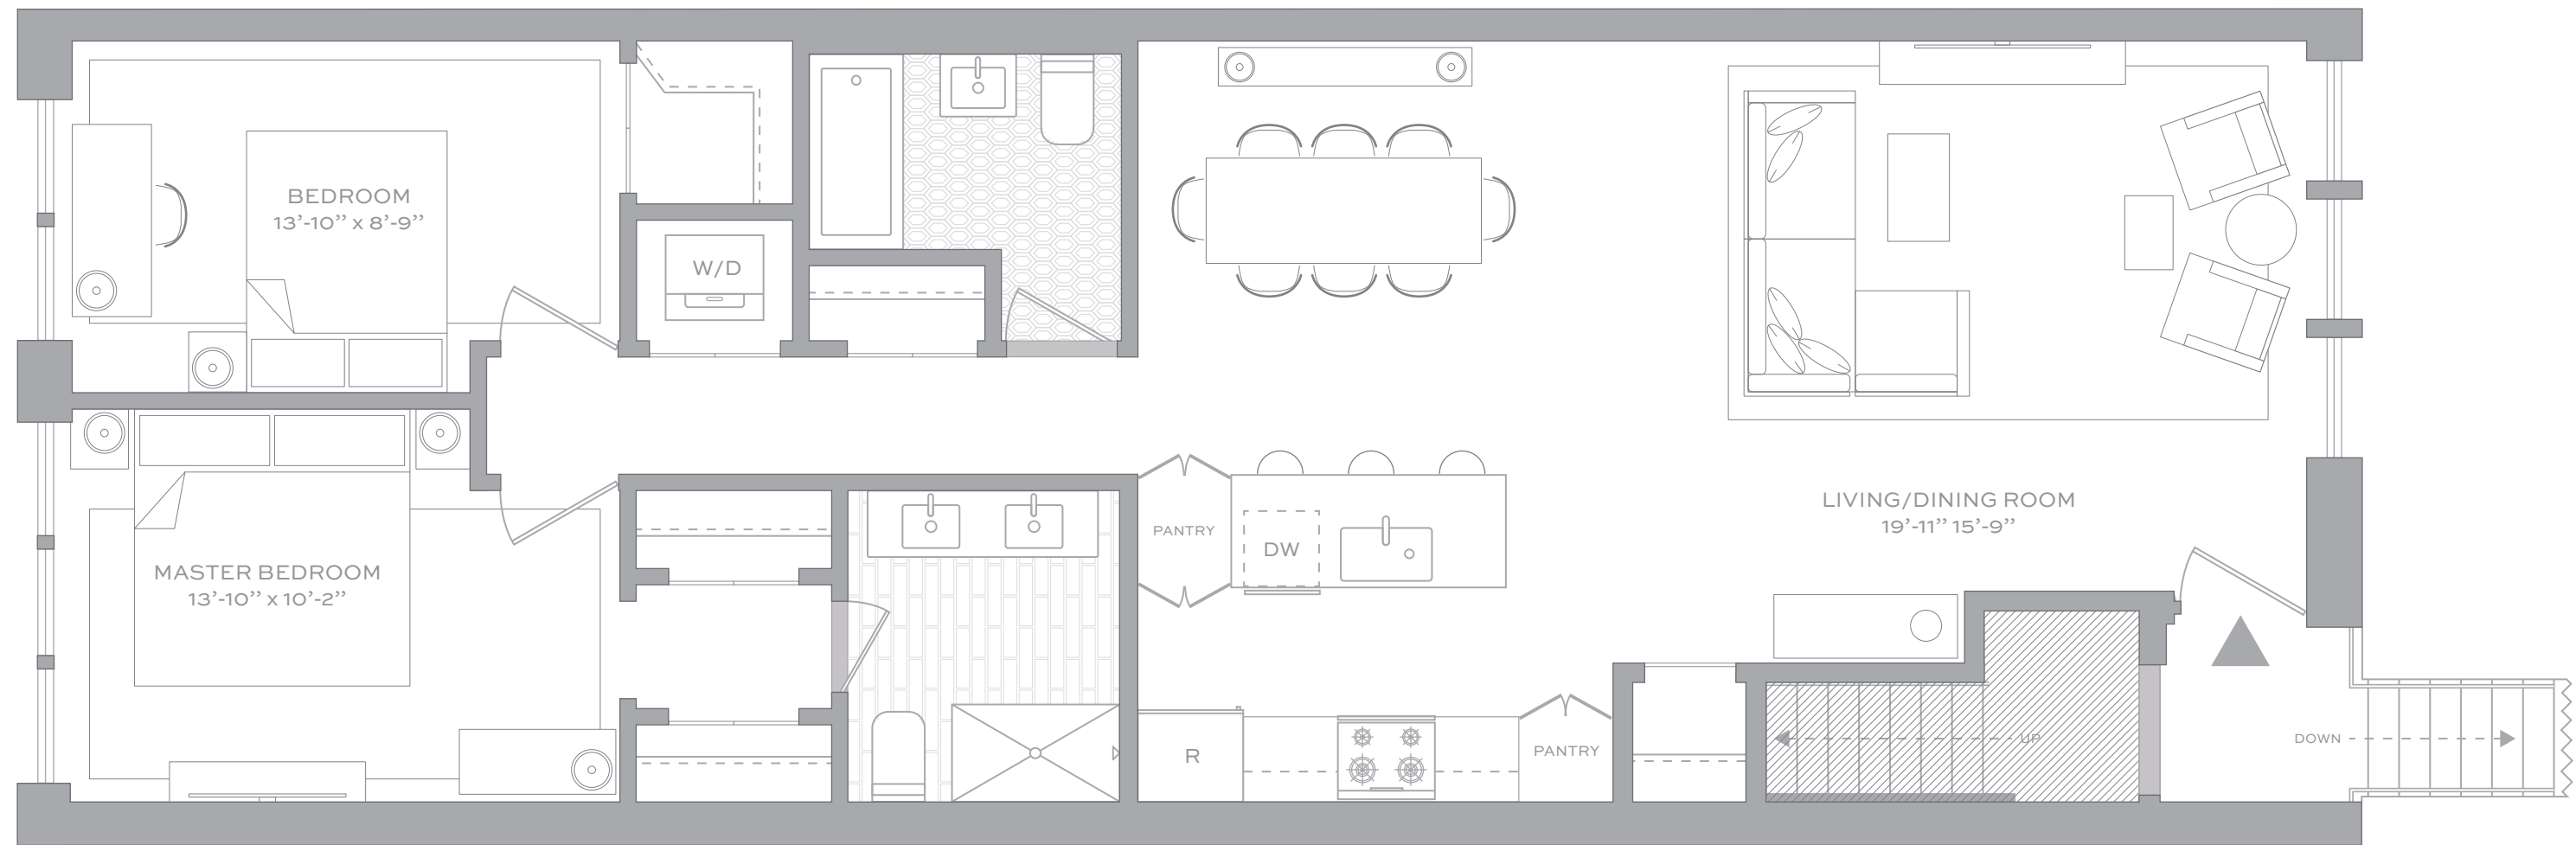 BEDROOM
13’-10’’ x 8’-9’’
W/D
MASTER BEDROOM
13’-10’’ x 10’-2’’
PANTRY
DW
LIVING/DINING ROOM
19’-11’’ 15’-9’’
R
PANTRY
UP
DOWN